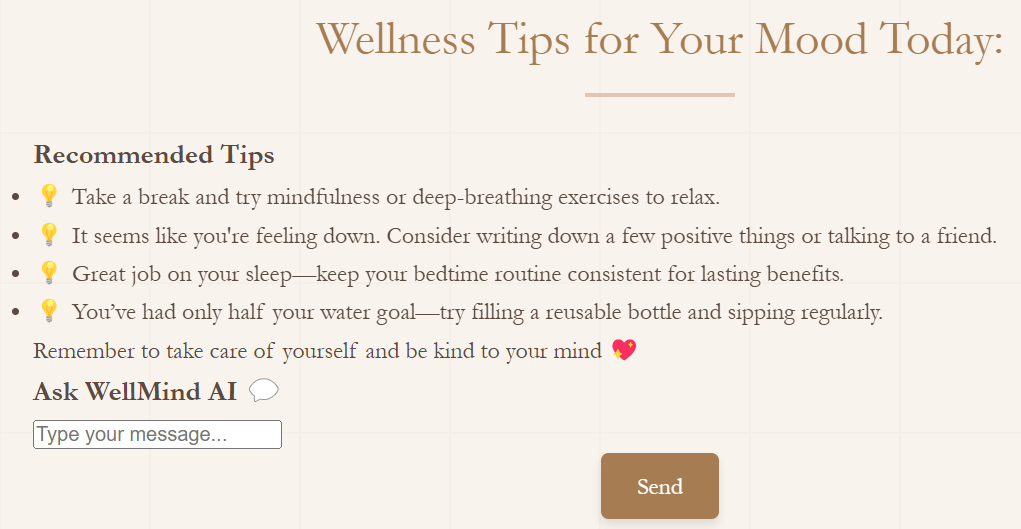 Wellness Tips for Your Mood Today:
Recommended Tips
• 💡 Take a break and try mindfulness or deep-breathing exercises to relax.
• 💡 It seems like you're feeling down. Consider writing down a few positive things or talking to a friend.
• 💡 Great job on your sleep—keep your bedtime routine consistent for lasting benefits.
• 💡 You’ve had only half your water goal—try filling a reusable bottle and sipping regularly.
Remember to take care of yourself and be kind to your mind 💖
Ask WellMind AI 💬
Type your message...
Send